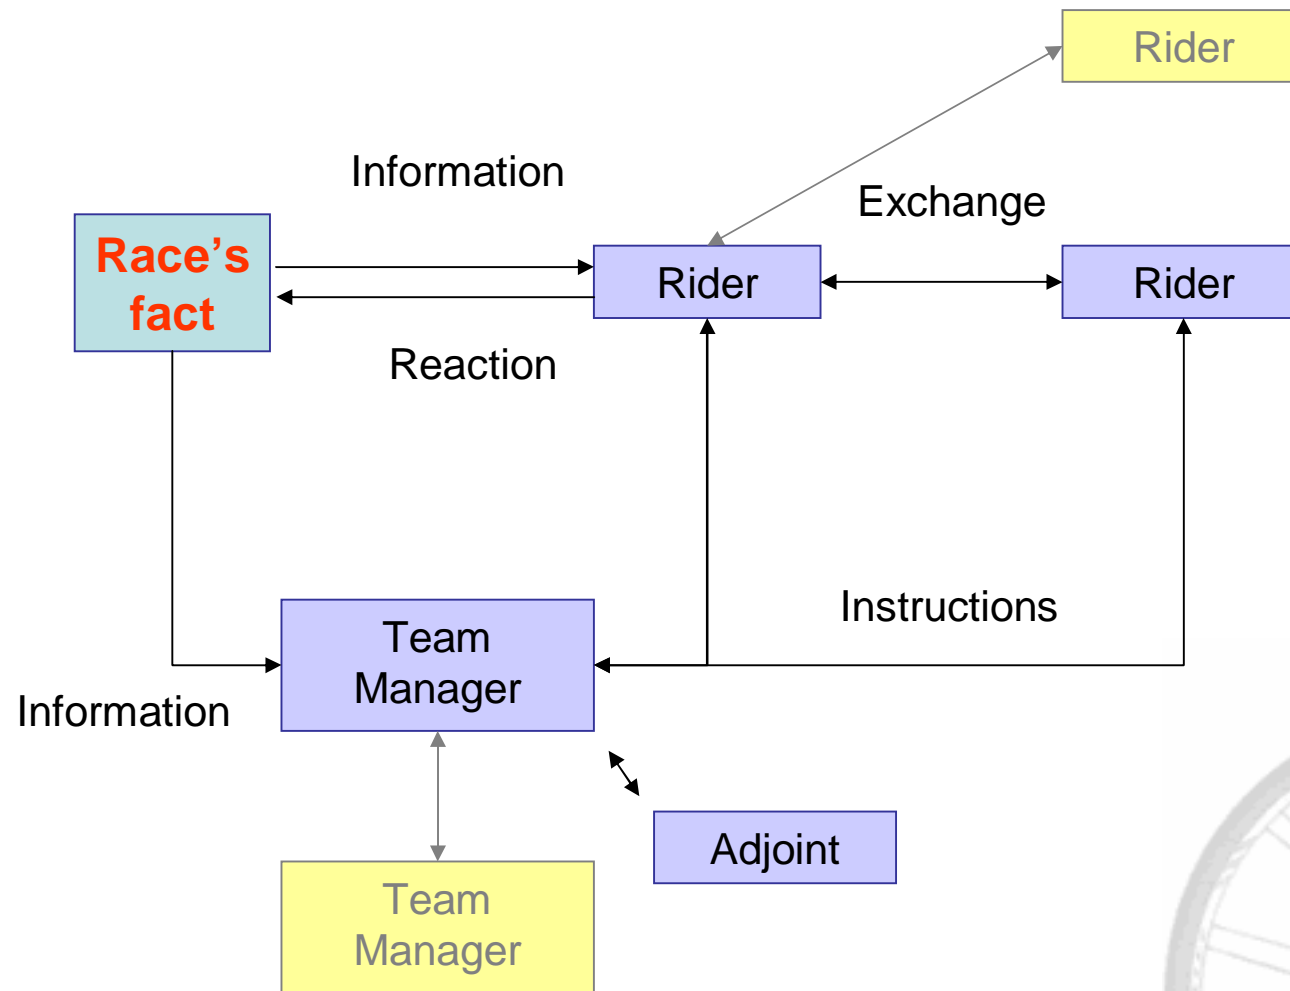 Rider
Information
Exchange
Race’s
fact
Rider
Rider
Reaction
Instructions
Team
Manager
Information
Adjoint
Team
Manager